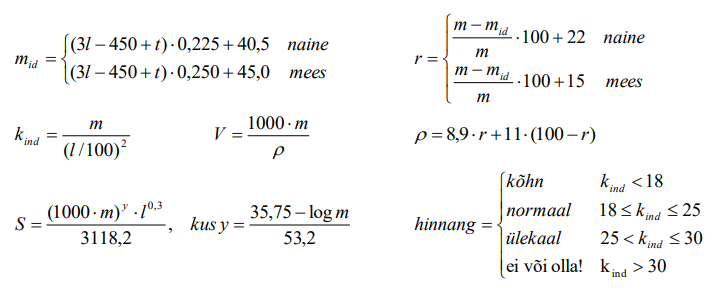 m_id = { (3l − 450 + t) · 0,225 + 40,5 naine
(3l − 450 + t) · 0,250 + 45,0 mees
r = { (m − m_id)/m · 100 + 22 naine
(m − m_id)/m · 100 + 15 mees
k_ind = m/(l /100)^2
V = (1000 · m)/ρ
ρ = 8,9 · r + 11 · (100 − r)
S = ((1000 · m)^y · l^0,3)/3118,2 , kus y = (35,75 − log m)/53,2
hinnang = { kõhn k_ind < 18
normaal 18 ≤ k_ind ≤ 25
ülekaal 25 < k_ind ≤ 30
ei või olla! k_ind > 30